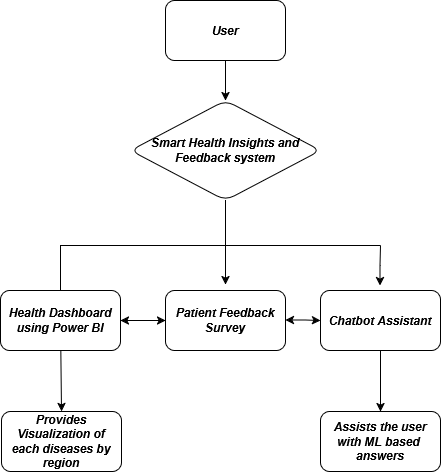 User
Smart Health Insights and
Feedback system
Health Dashboard
using Power BI
Patient Feedback
Survey
Chatbot Assistant
Provides
Visualization of
each diseases by
region
Assists the user
with ML based
answers